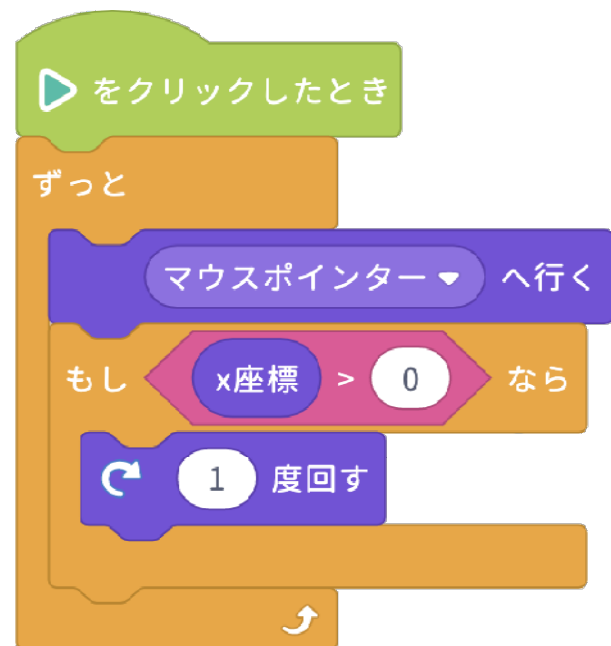 をクリックしたとき
ずっと
マウスポインター へ行く
もし x座標 > 0 なら
1 度回す